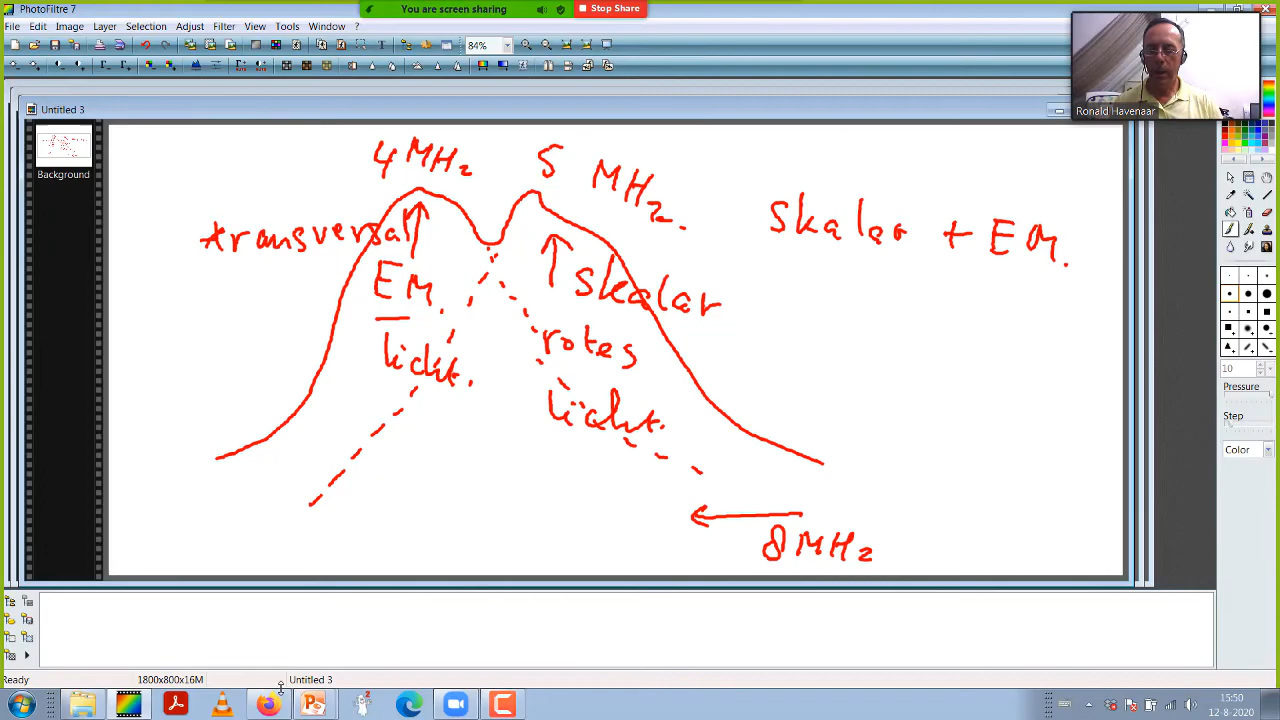 PhotoFiltre 7
You are screen sharing
Stop Share
File Edit Image Layer Selection Adjust Filter View Tools Window ?
84%
Ronald Havenaar
Untitled 3
Background
4 MHz
5 MHz.
transversal
Skalar + EM.
EM.
Skalar
licht.
rotes
licht.
8 MHz
10
Pressure
Step
Color
Ready
1800x800x16M
Untitled 3
15:50
12-8-2020